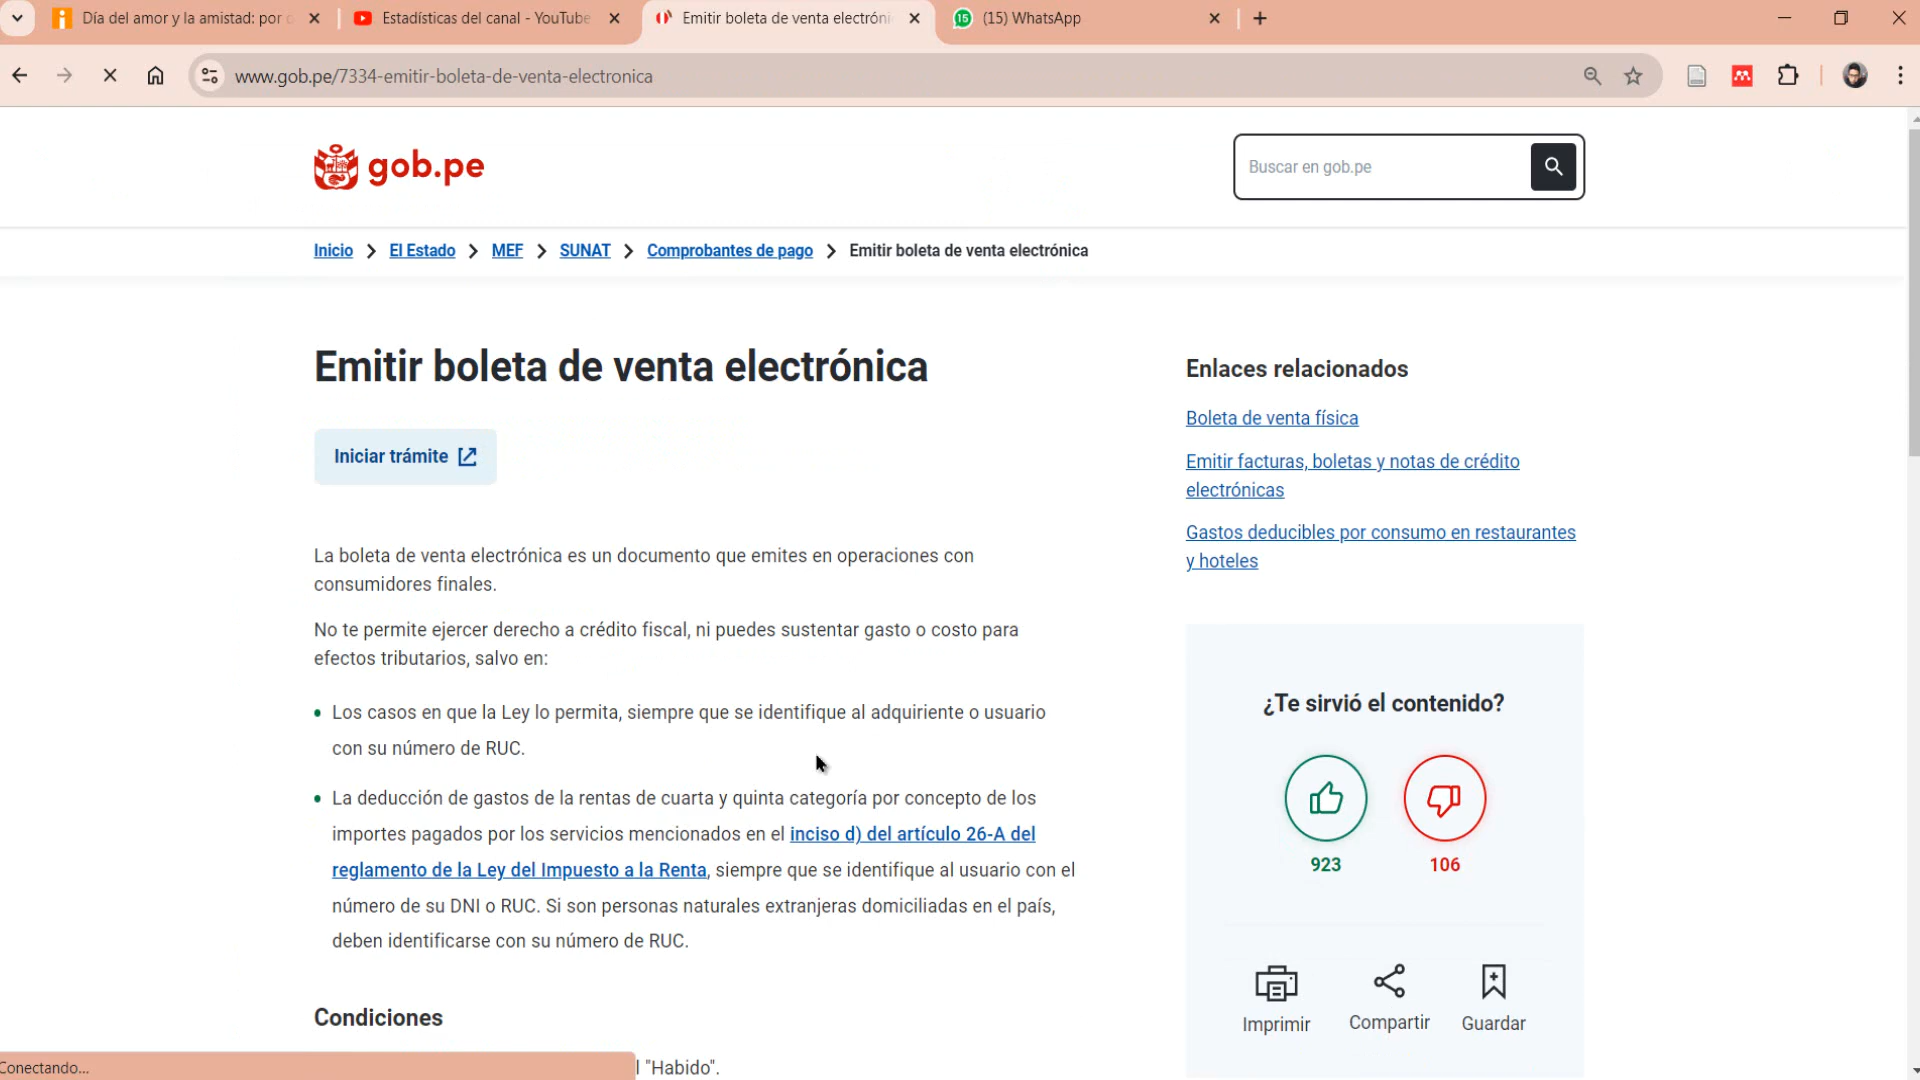 Día del amor y la amistad: por
Estadísticas del canal - YouTube
Emitir boleta de venta electróni
15
(15) WhatsApp
www.gob.pe/7334-emitir-boleta-de-venta-electronica
gob.pe
Buscar en gob.pe
Inicio
El Estado
MEF
SUNAT
Comprobantes de pago
Emitir boleta de venta electrónica
Emitir boleta de venta electrónica
Iniciar trámite
La boleta de venta electrónica es un documento que emites en operaciones con
consumidores finales.
No te permite ejercer derecho a crédito fiscal, ni puedes sustentar gasto o costo para
efectos tributarios, salvo en:
Los casos en que la Ley lo permita, siempre que se identifique al adquiriente o usuario
con su número de RUC.
La deducción de gastos de la rentas de cuarta y quinta categoría por concepto de los
importes pagados por los servicios mencionados en el inciso d) del artículo 26-A del
reglamento de la Ley del Impuesto a la Renta, siempre que se identifique al usuario con el
número de su DNI o RUC. Si son personas naturales extranjeras domiciliadas en el país,
deben identificarse con su número de RUC.
Condiciones
"Habido".
Enlaces relacionados
Boleta de venta física
Emitir facturas, boletas y notas de crédito
electrónicas
Gastos deducibles por consumo en restaurantes
y hoteles
¿Te sirvió el contenido?
923
106
Imprimir
Compartir
Guardar
Conectando...